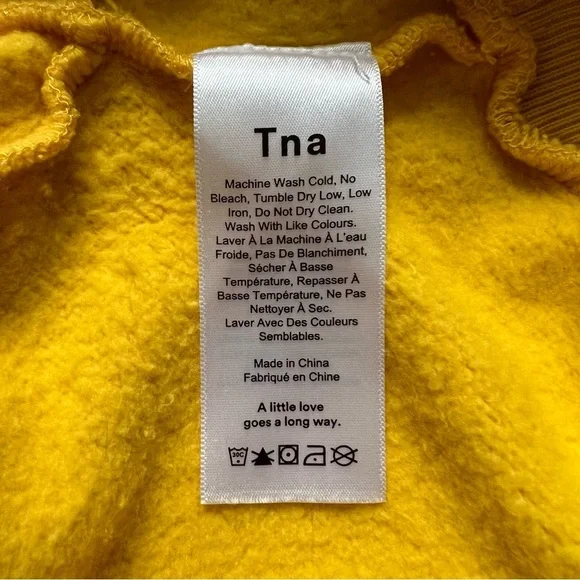 Tna
Machine Wash Cold, No
Bleach, Tumble Dry Low, Low
Iron, Do Not Dry Clean.
Wash With Like Colours.
Laver À La Machine À L'eau
Froide, Pas De Blanchiment,
Sécher À Basse
Température, Repasser À
Basse Température, Ne Pas
Nettoyer À Sec.
Laver Avec Des Couleurs
Semblables.
Made in China
Fabriqué en Chine
A little love
goes a long way.
30C